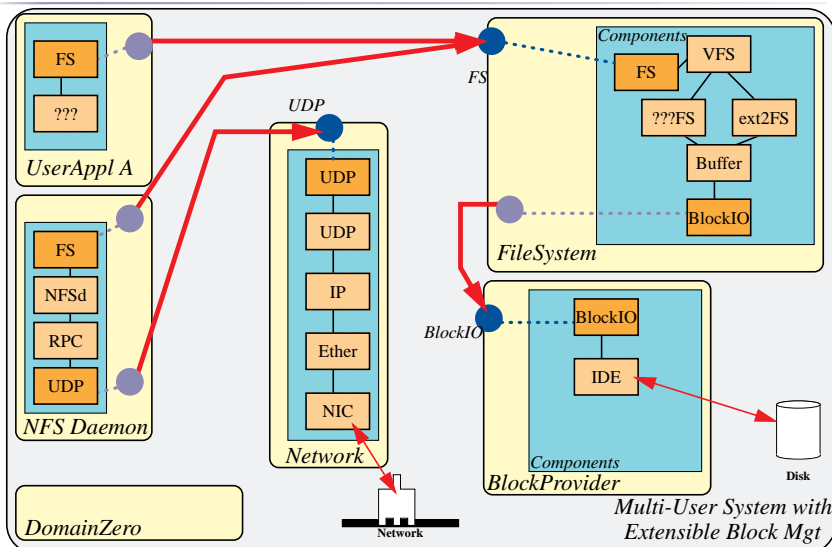 FS
???
UserAppl A
FS
NFSd
RPC
UDP
NFS Daemon
DomainZero
UDP
UDP
UDP
IP
Ether
NIC
Network
Network
FS
Components
VFS
FS
???FS
ext2FS
Buffer
BlockIO
FileSystem
BlockIO
BlockIO
IDE
Components
BlockProvider
Disk
Multi-User System with
Extensible Block Mgt